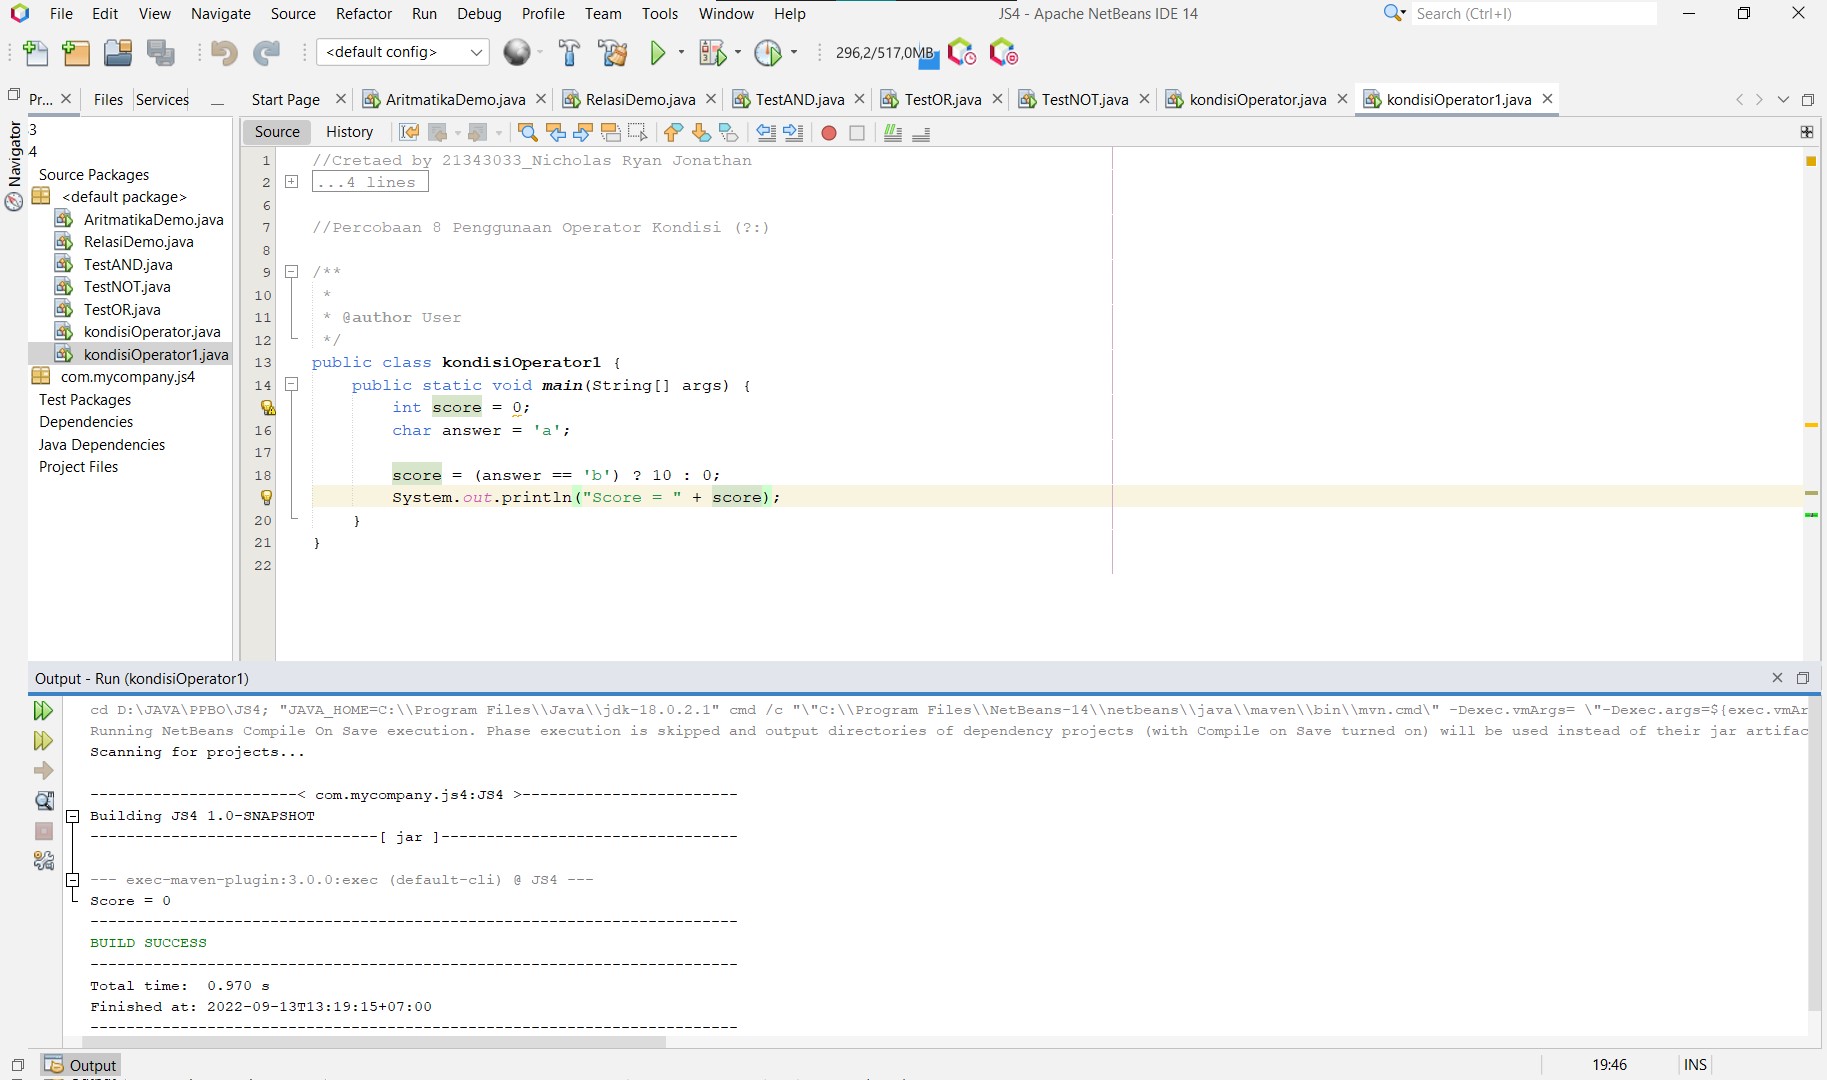 File Edit View Navigate Source Refactor Run Debug Profile Team Tools Window Help JS4 - Apache NetBeans IDE 14 Search (Ctrl+I)
<default config> 296,2/517,0MB
Pr... Files Services Start Page AritmatikaDemo.java RelasiDemo.java TestAND.java TestOR.java TestNOT.java kondisiOperator.java kondisiOperator1.java
Navigator
3
4
Source Packages
<default package>
AritmatikaDemo.java
RelasiDemo.java
TestAND.java
TestNOT.java
TestOR.java
kondisiOperator.java
kondisiOperator1.java
com.mycompany.js4
Test Packages
Dependencies
Java Dependencies
Project Files
Source History
1 //Cretaed by 21343033_Nicholas Ryan Jonathan
2 ...4 lines
6
7 //Percobaan 8 Penggunaan Operator Kondisi (?:)
8
9 /**
10 *
11 * @author User
12 */
13 public class kondisiOperator1 {
14 public static void main(String[] args) {
int score = 0;
16 char answer = 'a';
17
18 score = (answer == 'b') ? 10 : 0;
System.out.println("Score = " + score);
20 }
21 }
22
Output - Run (kondisiOperator1)
cd D:\JAVA\PPBO\JS4; "JAVA_HOME=C:\\Program Files\\Java\\jdk-18.0.2.1" cmd /c "\"C:\\Program Files\\NetBeans-14\\netbeans\\java\\maven\\bin\\mvn.cmd\" -Dexec.vmArgs= \"-Dexec.args=${exec.vmAr
Running NetBeans Compile On Save execution. Phase execution is skipped and output directories of dependency projects (with Compile on Save turned on) will be used instead of their jar artifac
Scanning for projects...
-----------------------< com.mycompany.js4:JS4 >------------------------
Building JS4 1.0-SNAPSHOT
--------------------------------[ jar ]---------------------------------
--- exec-maven-plugin:3.0.0:exec (default-cli) @ JS4 ---
Score = 0
------------------------------------------------------------------------
BUILD SUCCESS
------------------------------------------------------------------------
Total time:  0.970 s
Finished at: 2022-09-13T13:19:15+07:00
------------------------------------------------------------------------
Output 19:46 INS